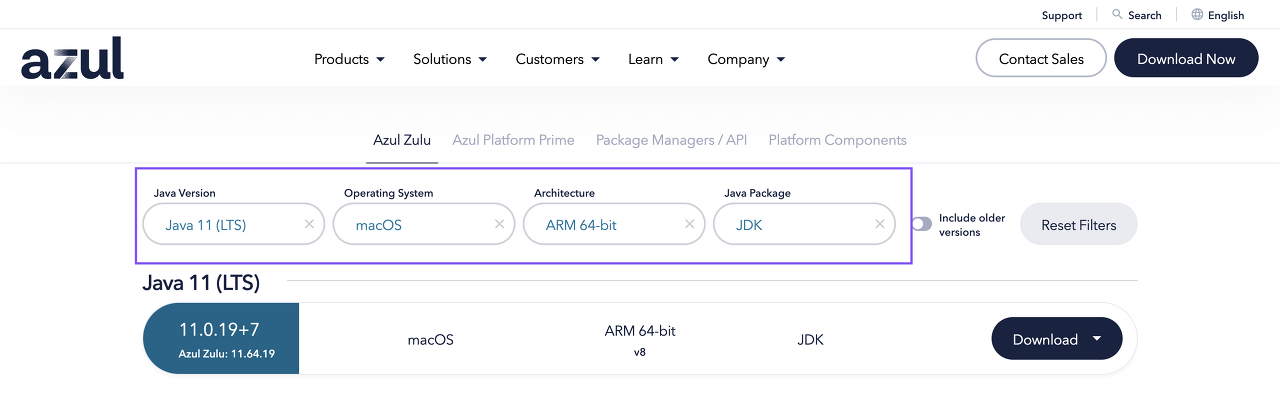 Support Search English
azul Products Solutions Customers Learn Company Contact Sales Download Now
Azul Zulu Azul Platform Prime Package Managers / API Platform Components
Java Version Operating System Architecture Java Package
Java 11 (LTS) macOS ARM 64-bit JDK Include older versions Reset Filters
Java 11 (LTS)
11.0.19+7 macOS ARM 64-bit JDK Download
Azul Zulu: 11.64.19 v8